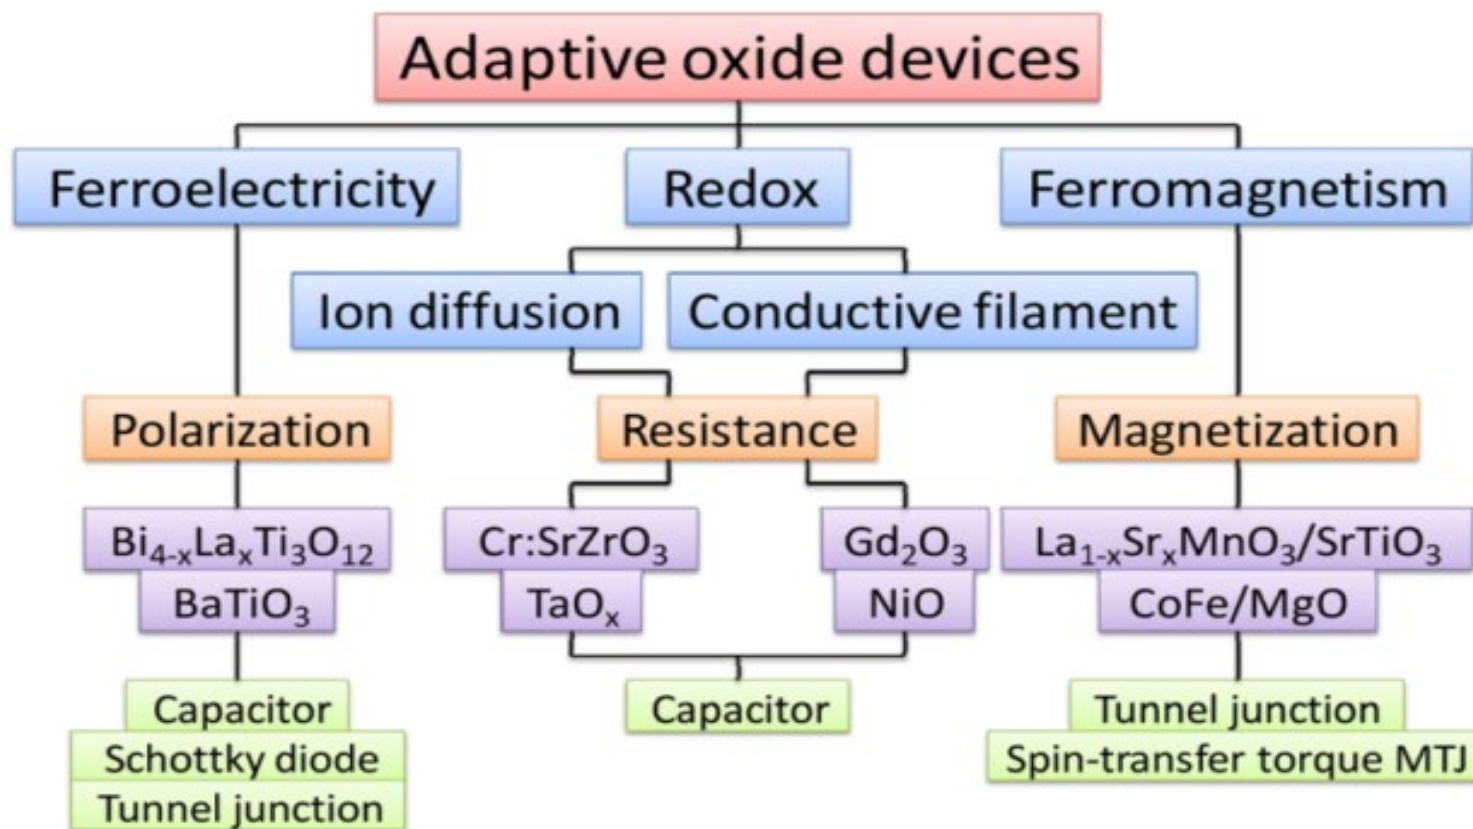 Adaptive oxide devices
Ferroelectricity
Redox
Ferromagnetism
Ion diffusion
Conductive filament
Polarization
Resistance
Magnetization
Bi₄₋ₓLaₓTi₃O₁₂
Cr:SrZrO₃
Gd₂O₃
La₁₋ₓSrₓMnO₃/SrTiO₃
BaTiO₃
TaOₓ
NiO
CoFe/MgO
Capacitor
Capacitor
Tunnel junction
Schottky diode
Spin-transfer torque MTJ
Tunnel junction